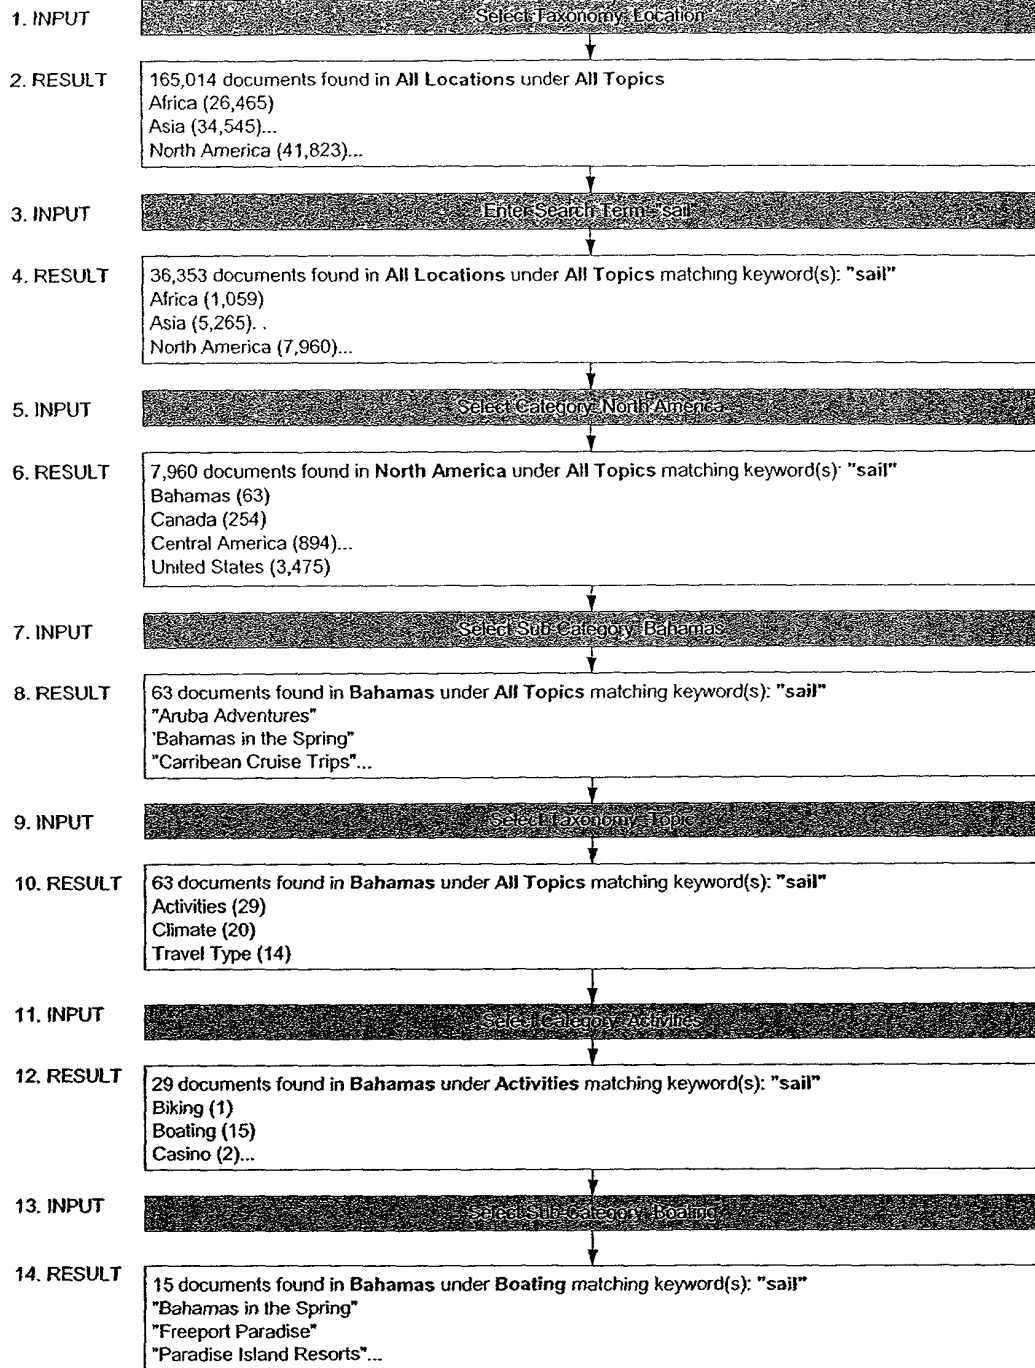 1. INPUT
Select Taxonomy: Location
2. RESULT
165,014 documents found in All Locations under All Topics
Africa (26,465)
Asia (34,545)...
North America (41,823)...
3. INPUT
Enter Search Term "sail"
4. RESULT
36,353 documents found in All Locations under All Topics matching keyword(s): "sail"
Africa (1,059)
Asia (5,265). .
North America (7,960)...
5. INPUT
Select Category: North America
6. RESULT
7,960 documents found in North America under All Topics matching keyword(s): "sail"
Bahamas (63)
Canada (254)
Central America (894)...
United States (3,475)
7. INPUT
Select Sub-Category: Bahamas
8. RESULT
63 documents found in Bahamas under All Topics matching keyword(s): "sail"
"Aruba Adventures"
'Bahamas in the Spring"
"Carribean Cruise Trips"...
9. INPUT
Select Taxonomy: Topic
10. RESULT
63 documents found in Bahamas under All Topics matching keyword(s): "sail"
Activities (29)
Climate (20)
Travel Type (14)
11. INPUT
Select Category: Activities
12. RESULT
29 documents found in Bahamas under Activities matching keyword(s): "sail"
Biking (1)
Boating (15)
Casino (2)...
13. INPUT
Select Sub-Category: Boating
14. RESULT
15 documents found in Bahamas under Boating matching keyword(s): "sail"
"Bahamas in the Spring"
"Freeport Paradise"
"Paradise Island Resorts"...